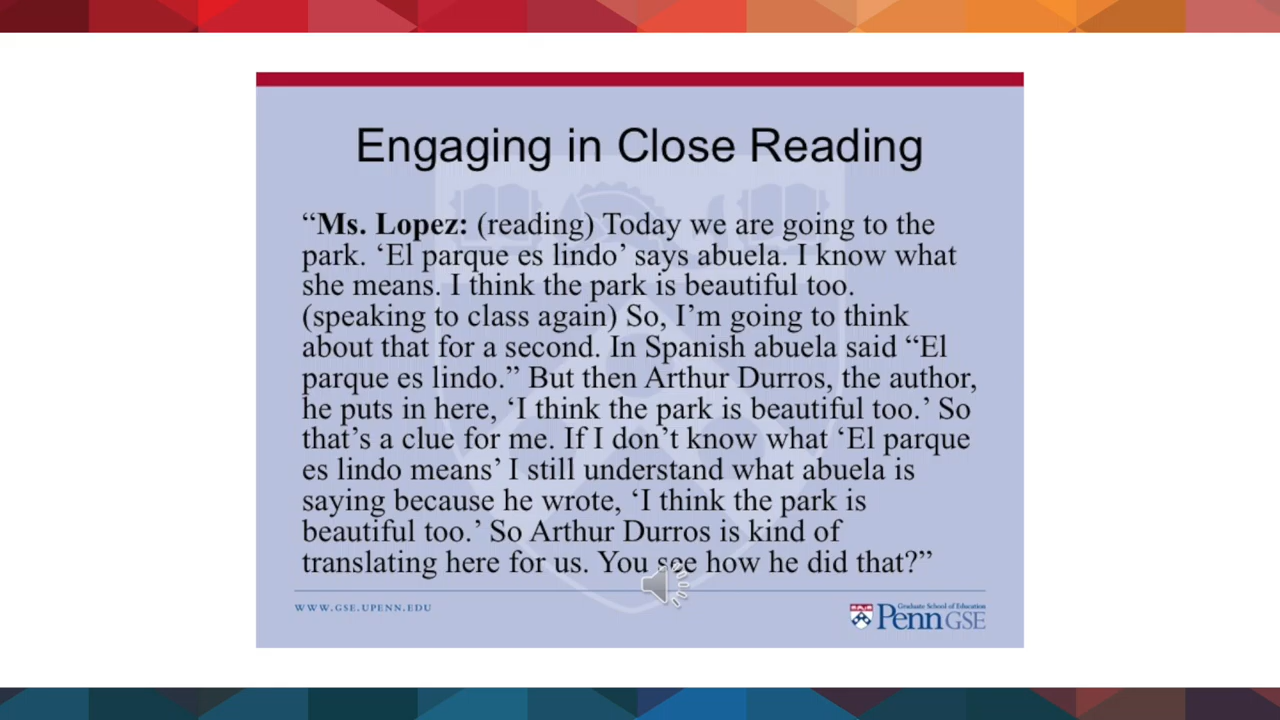 Engaging in Close Reading
“Ms. Lopez: (reading) Today we are going to the
park. ‘El parque es lindo’ says abuela. I know what
she means. I think the park is beautiful too.
(speaking to class again) So, I’m going to think
about that for a second. In Spanish abuela said “El
parque es lindo.” But then Arthur Durros, the author,
he puts in here, ‘I think the park is beautiful too.’ So
that’s a clue for me. If I don’t know what ‘El parque
es lindo means’ I still understand what abuela is
saying because he wrote, ‘I think the park is
beautiful too.’ So Arthur Durros is kind of
translating here for us. You see how he did that?”
WWW.GSE.UPENN.EDU
Graduate School of Education
Penn GSE